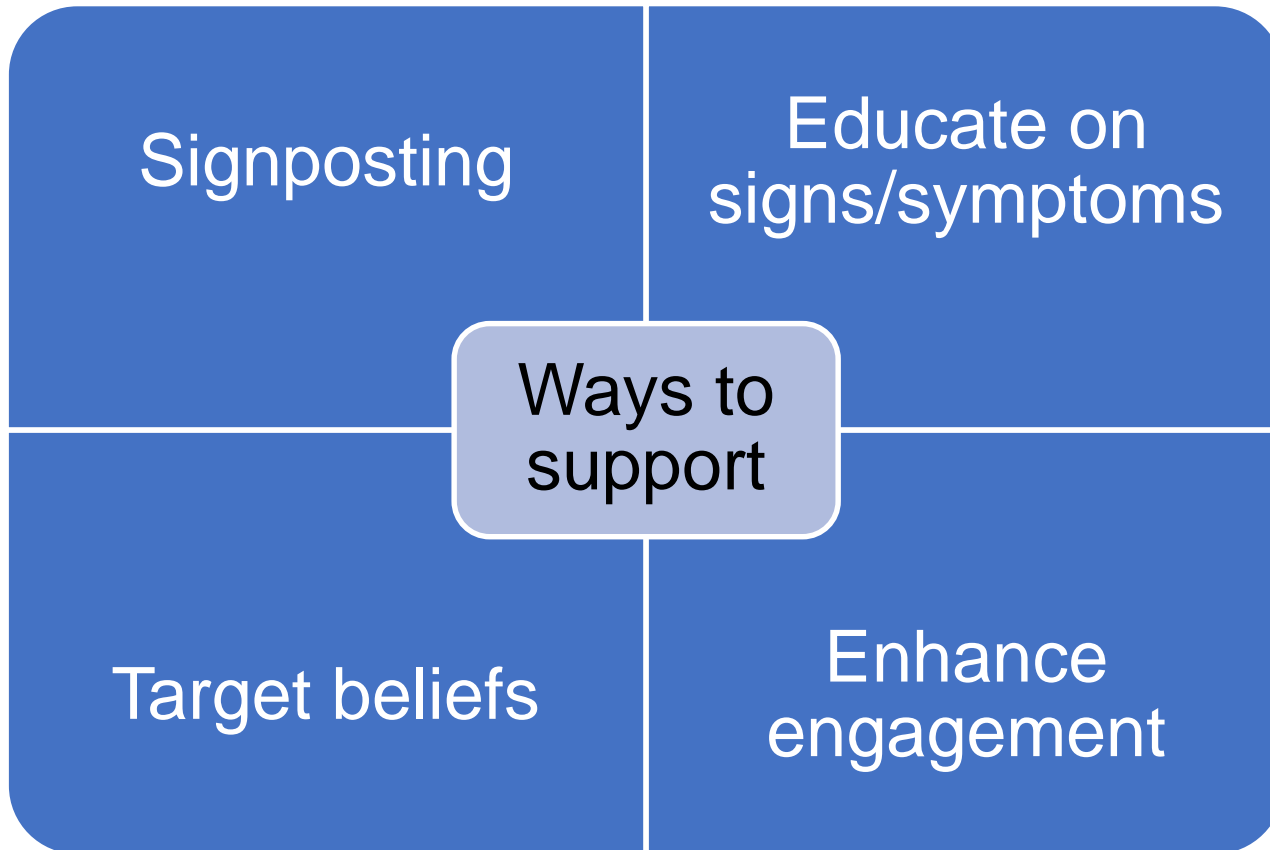 Signposting
Educate on
signs/symptoms
Ways to
support
Target beliefs
Enhance
engagement